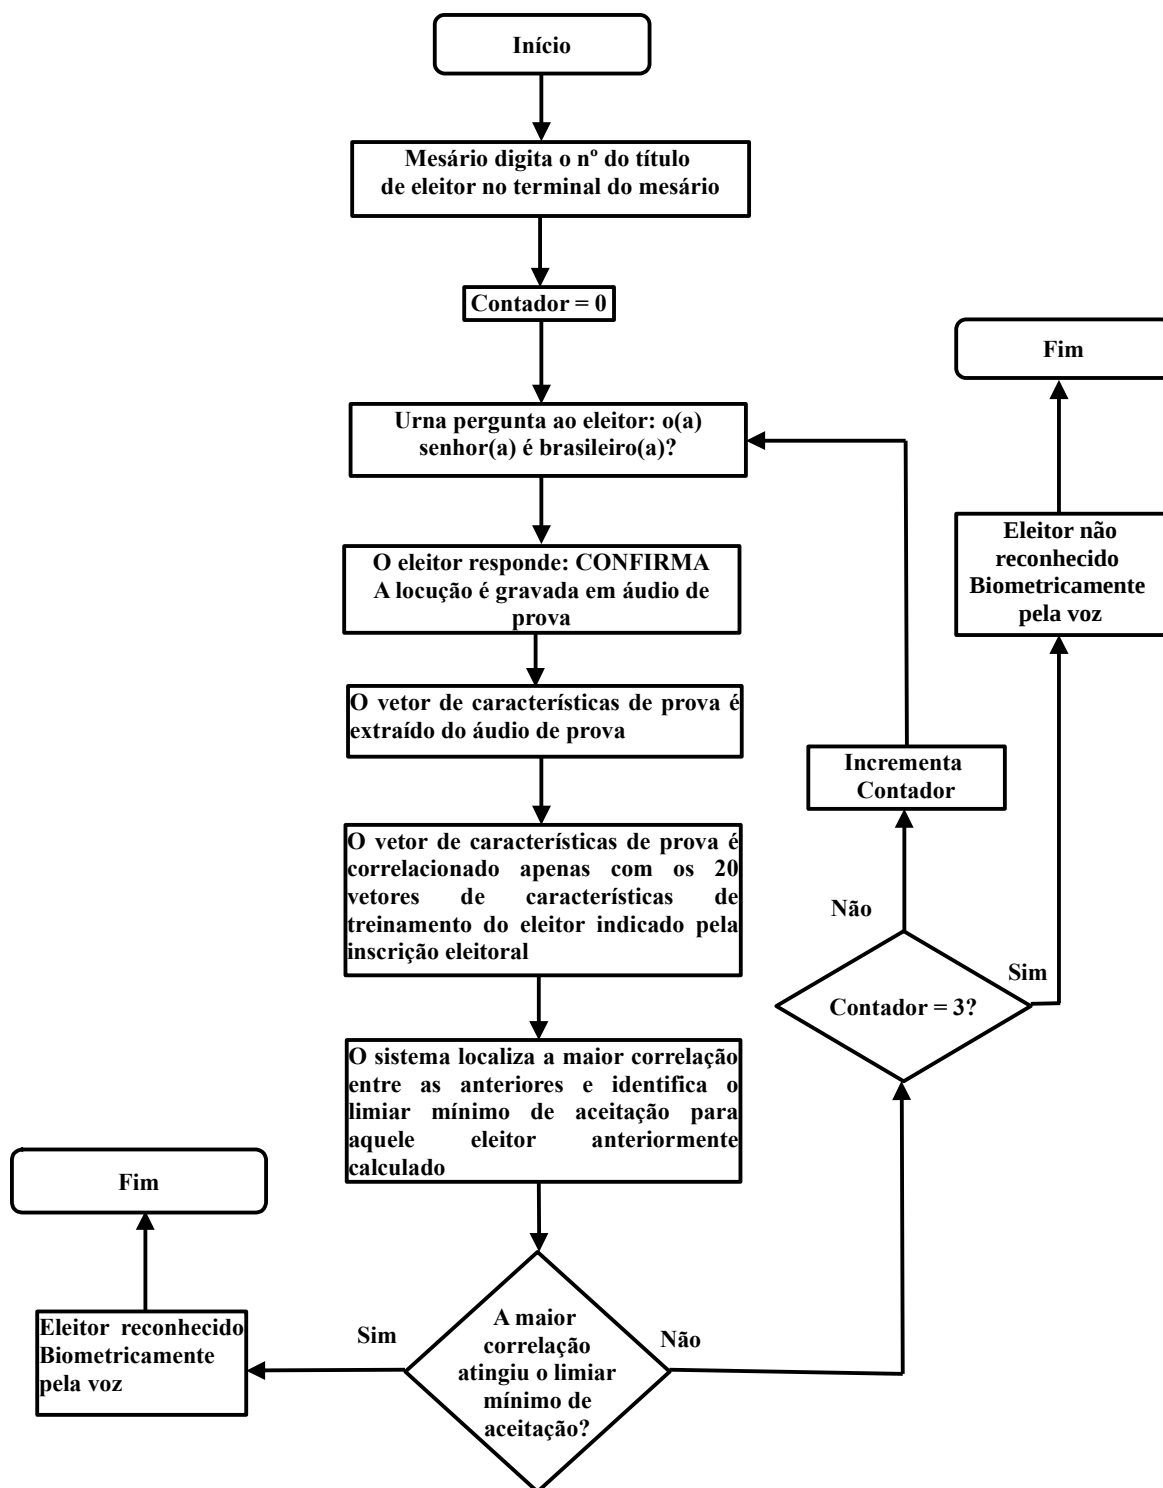 Início
Mesário digita o nº do título
de eleitor no terminal do mesário
Contador = 0
Urna pergunta ao eleitor: o(a)
senhor(a) é brasileiro(a)?
O eleitor responde: CONFIRMA
A locução é gravada em áudio de
prova
O vetor de características de prova é
extraído do áudio de prova
O vetor de características de prova é
correlacionado apenas com os 20
vetores de características de
treinamento do eleitor indicado pela
inscrição eleitoral
O sistema localiza a maior correlação
entre as anteriores e identifica o
limiar mínimo de aceitação para
aquele eleitor anteriormente
calculado
A maior
correlação
atingiu o limiar
mínimo de
aceitação?
Sim
Eleitor reconhecido
Biometricamente
pela voz
Fim
Não
Contador = 3?
Não
Incrementa
Contador
Sim
Eleitor não
reconhecido
Biometricamente
pela voz
Fim